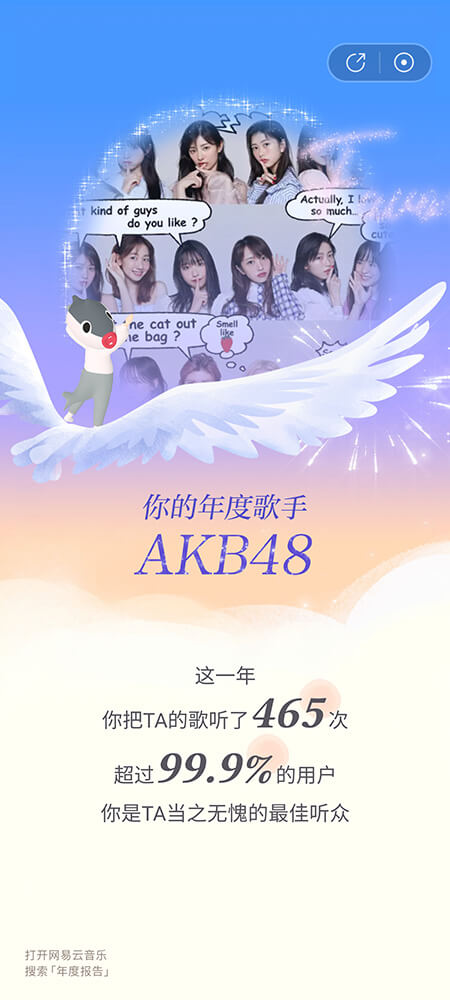 kind of guys
do you like ?
Actually, I
so much...
the cat out
bag ?
Smell
like
你的年度歌手
AKB48
这一年
你把TA的歌听了465次
超过99.9%的用户
你是TA当之无愧的最佳听众
打开网易云音乐
搜索「年度报告」